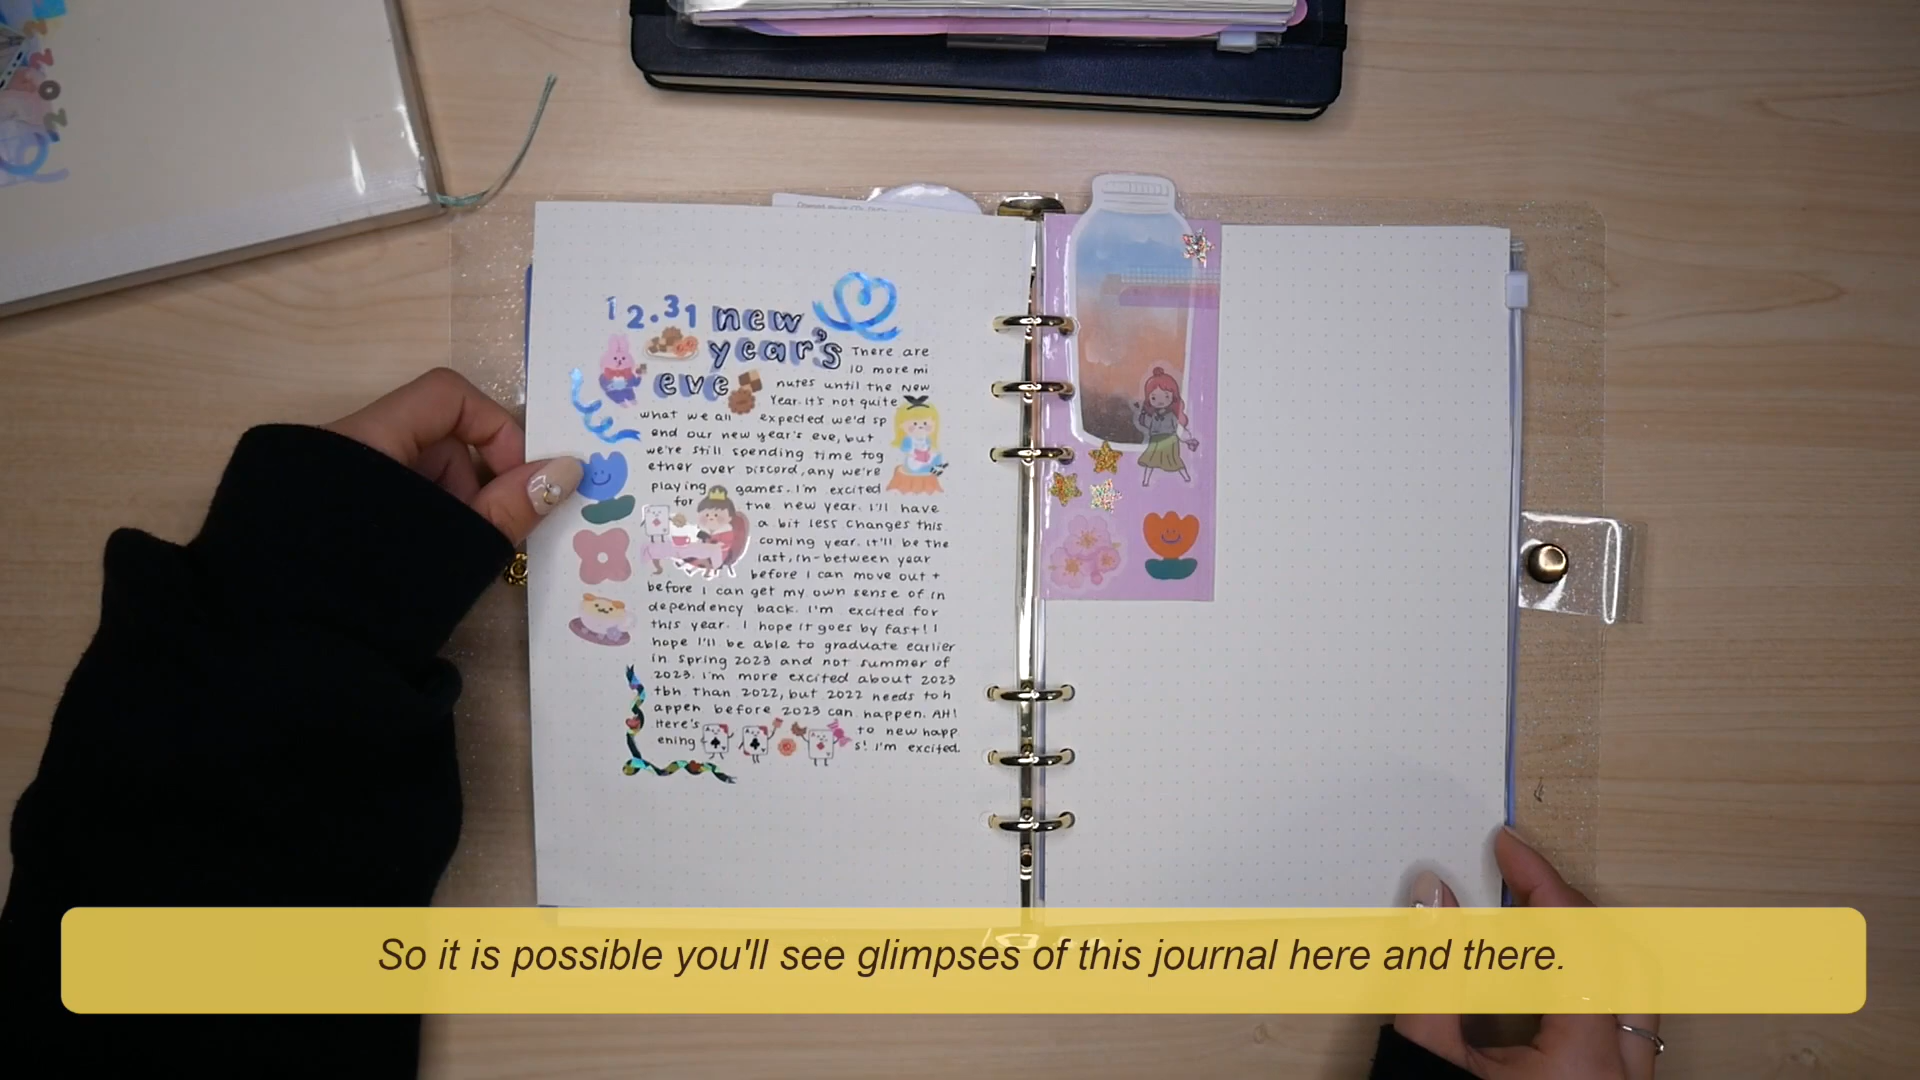 12.31 new
year's
eve
There are
10 more mi
nutes until the new
Year. it's not quite
what we all expected we'd sp
end our new year's eve, but
we're still spending time tog
ether over Discord, any we're
playing games. I'm excited
for the new year. I'll have
a bit less changes this
coming year. it'll be the
last, in-between year
before I can move out +
before I can get my own sense of in
dependency back. I'm excited for
this year. I hope it goes by fast! I
hope I'll be able to graduate earlier
in spring 2023 and not summer of
2023. I'm more excited about 2023
tbh than 2022, but 2022 needs to h
appen before 2023 can happen. AH!
Here's to new happ
ening s! I'm excited.
So it is possible you'll see glimpses of this journal here and there.